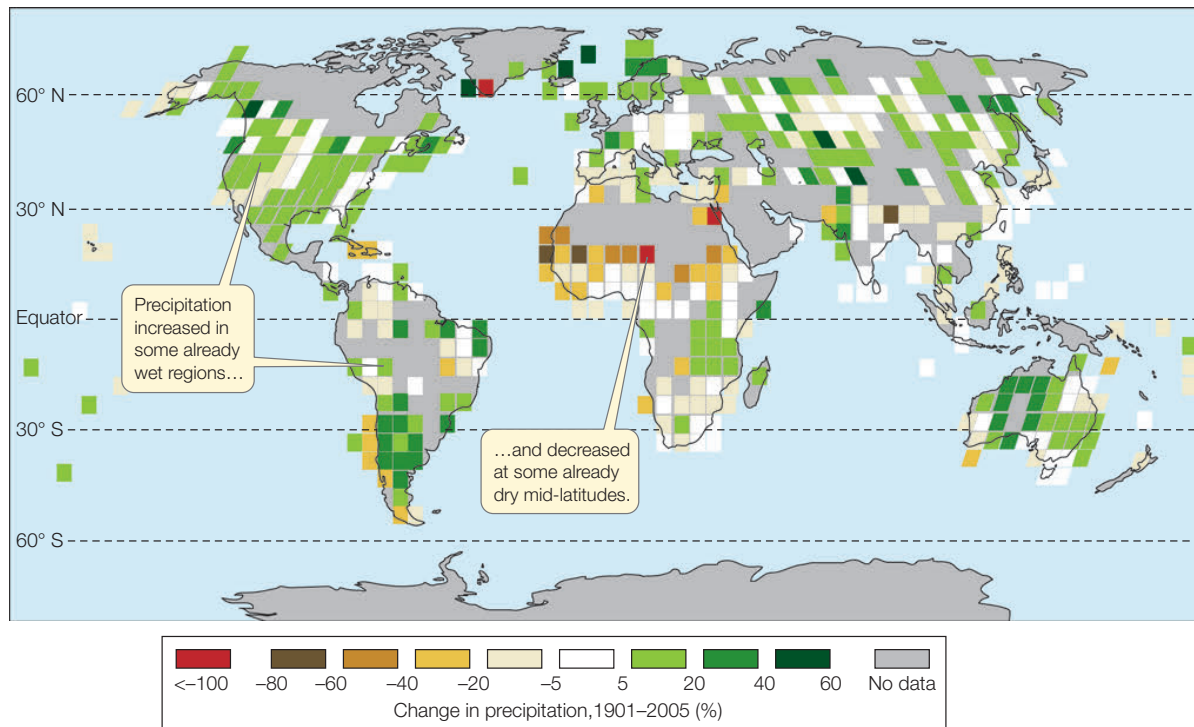 60° N
30° N
Precipitation
increased in
some already
wet regions…
Equator
30° S
…and decreased
at some already
dry mid-latitudes.
60° S
<–100 –80 –60 –40 –20 –5 5 20 40 60 No data
Change in precipitation,1901–2005 (%)